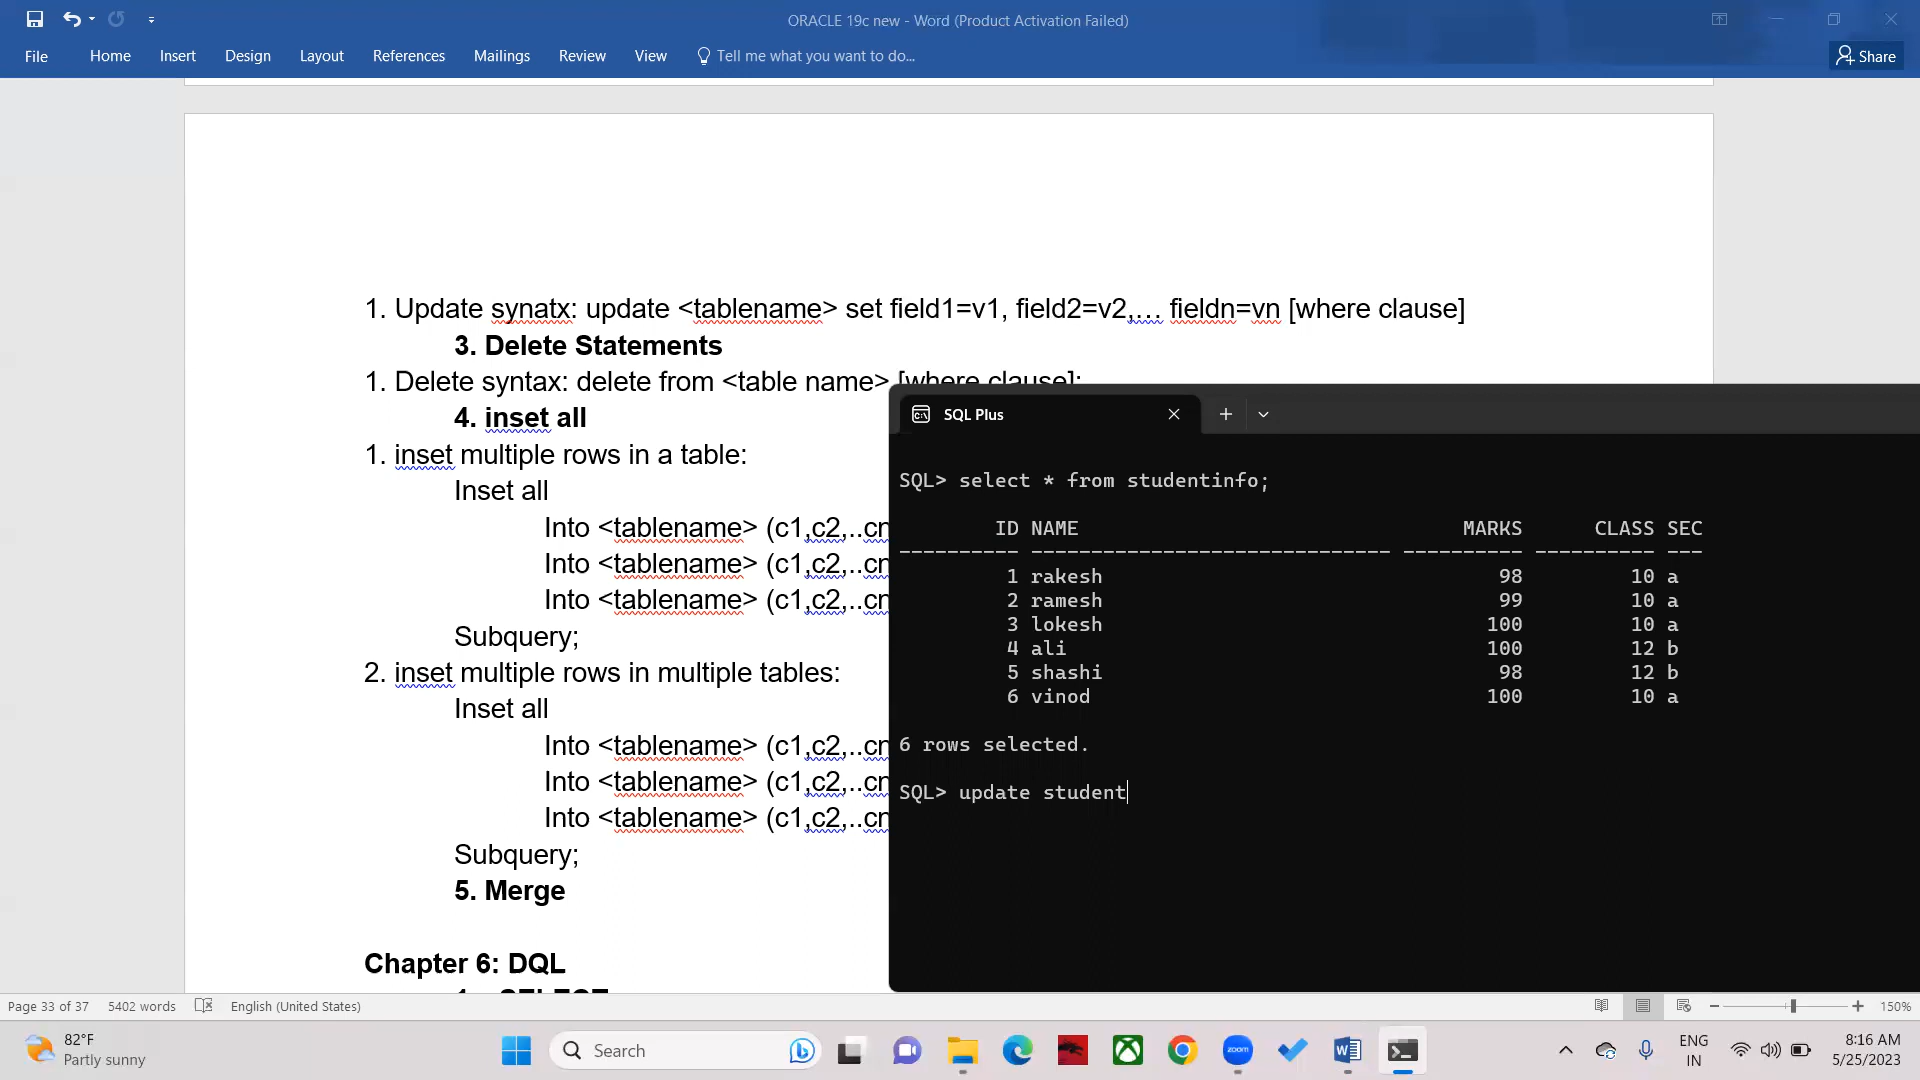 ORACLE 19c new - Word (Product Activation Failed)
File Home Insert Design Layout References Mailings Review View Tell me what you want to do... Share
1. Update synatx: update <tablename> set field1=v1, field2=v2,… fieldn=vn [where clause]
3. Delete Statements
1. Delete syntax: delete from <table name> [where clause];
4. inset all
1. inset multiple rows in a table:
Inset all
Into <tablename> (c1,c2,..cn
Into <tablename> (c1,c2,..cn
Into <tablename> (c1,c2,..cn
Subquery;
2. inset multiple rows in multiple tables:
Inset all
Into <tablename> (c1,c2,..cn
Into <tablename> (c1,c2,..cn
Into <tablename> (c1,c2,..cn
Subquery;
5. Merge
Chapter 6: DQL
SQL Plus
SQL> select * from studentinfo;
ID NAME MARKS CLASS SEC
---------- ------------------------------ ---------- ---------- ---
1 rakesh 98 10 a
2 ramesh 99 10 a
3 lokesh 100 10 a
4 ali 100 12 b
5 shashi 98 12 b
6 vinod 100 10 a
6 rows selected.
SQL> update student
Page 33 of 37 5402 words English (United States) 150%
82°F
Partly sunny
Search
zoom
ENG
IN
8:16 AM
5/25/2023